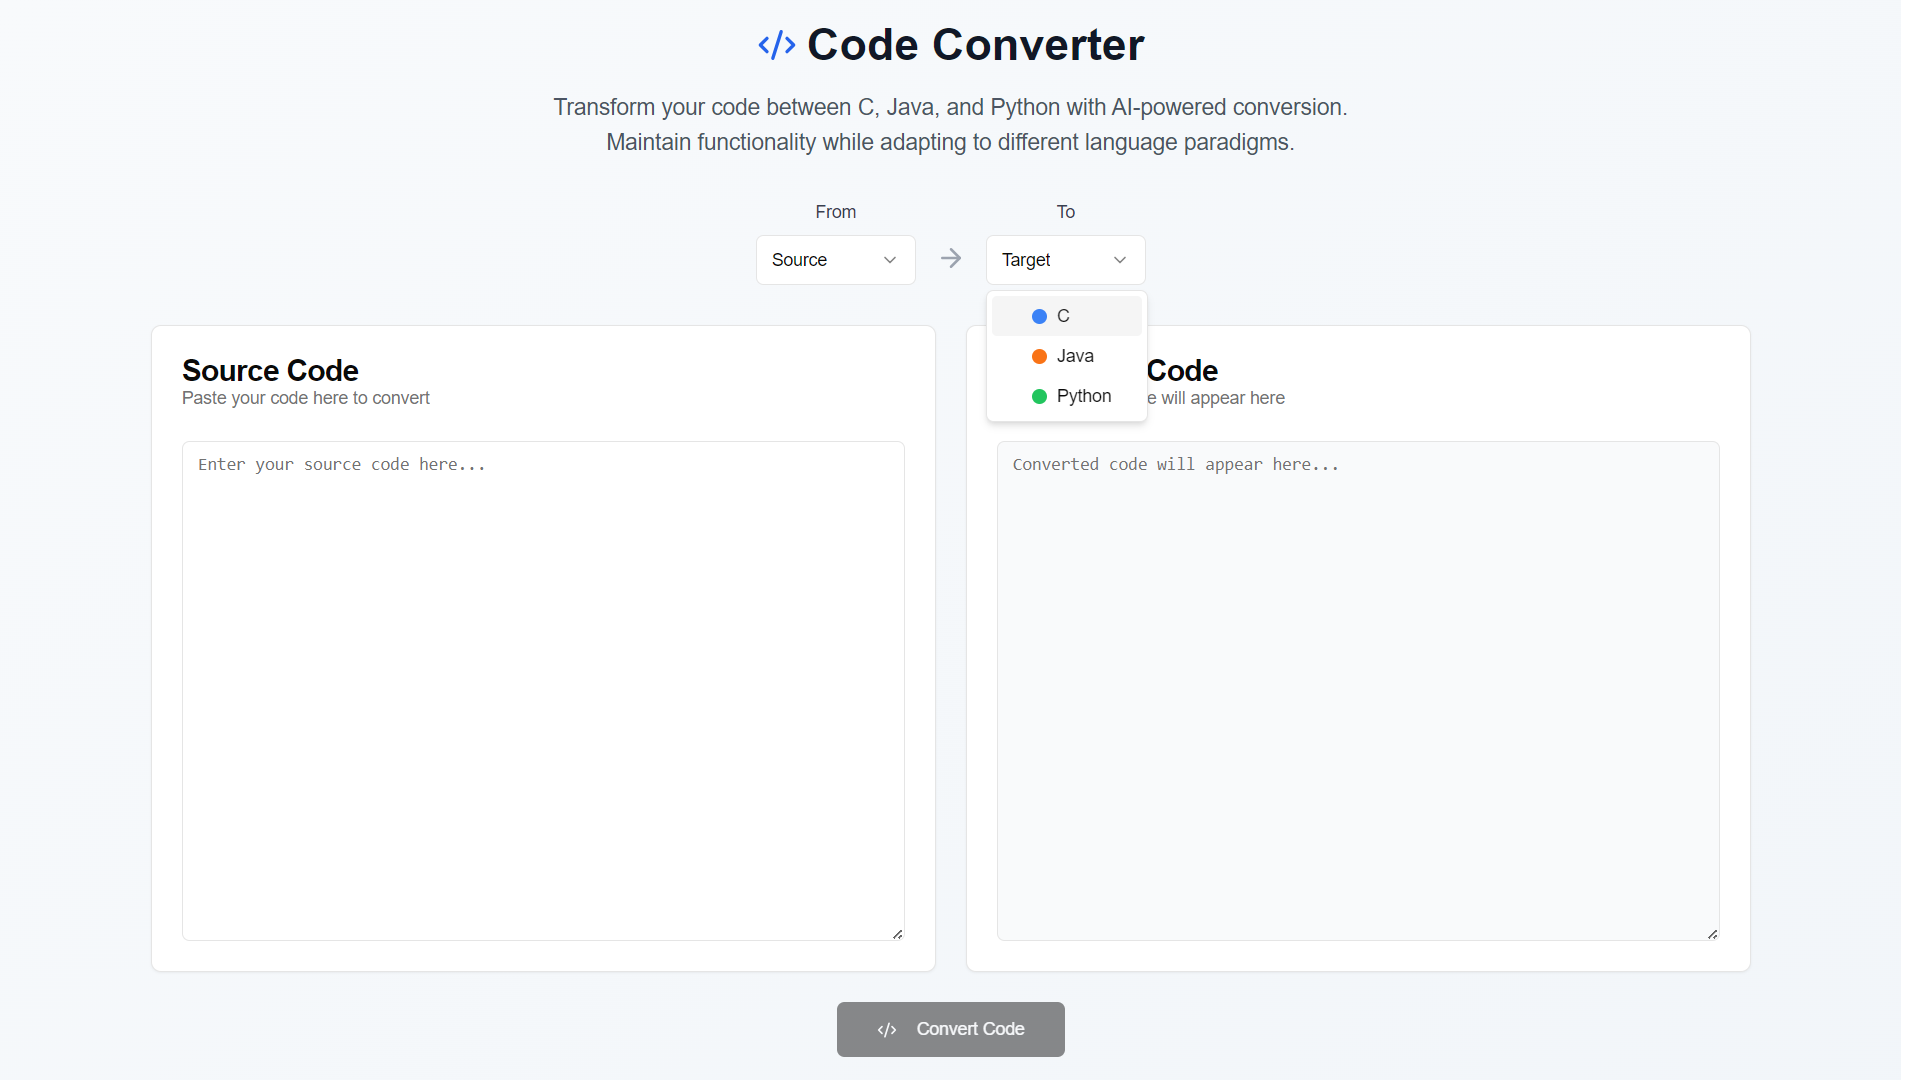 Code Converter
Transform your code between C, Java, and Python with AI-powered conversion.
Maintain functionality while adapting to different language paradigms.
From
To
Source
Target
C
Java
Python
Source Code
Paste your code here to convert
Code
will appear here
Enter your source code here...
Converted code will appear here...
Convert Code